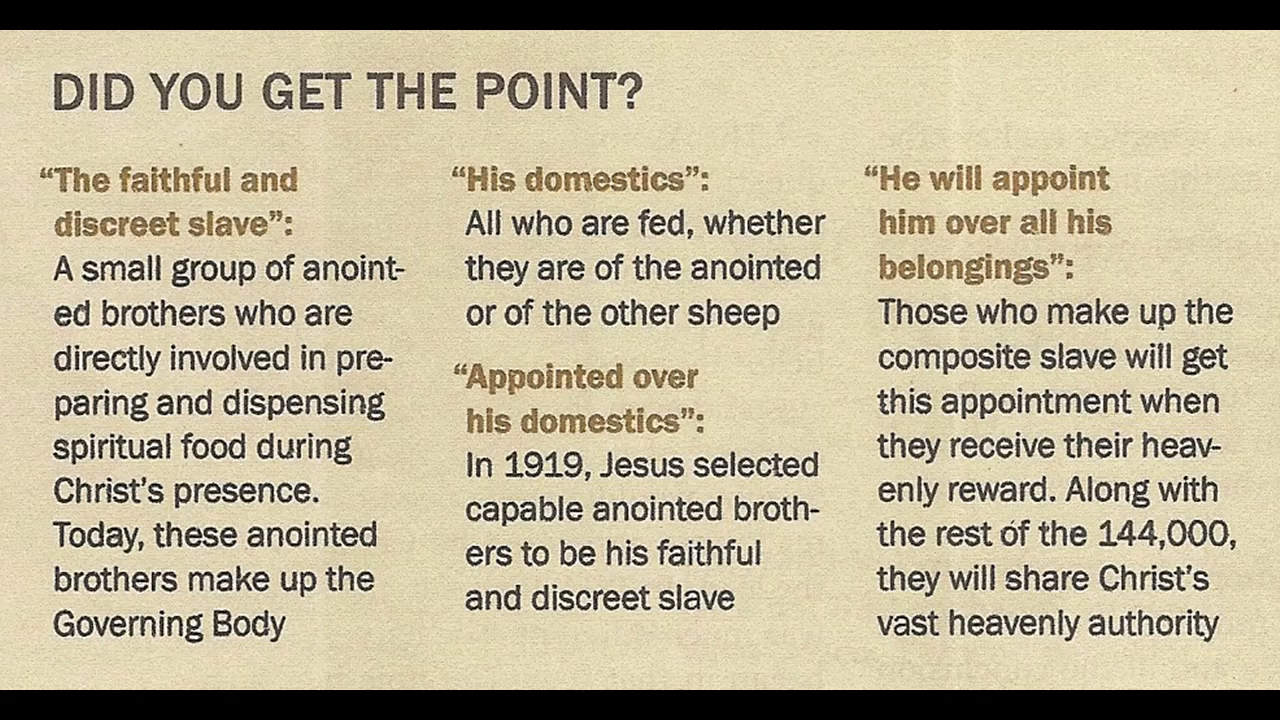 DID YOU GET THE POINT?
“The faithful and
discreet slave”:
A small group of anoint-
ed brothers who are
directly involved in pre-
paring and dispensing
spiritual food during
Christ’s presence.
Today, these anointed
brothers make up the
Governing Body
“His domestics”:
All who are fed, whether
they are of the anointed
or of the other sheep
“Appointed over
his domestics”:
In 1919, Jesus selected
capable anointed broth-
ers to be his faithful
and discreet slave
“He will appoint
him over all his
belongings”:
Those who make up the
composite slave will get
this appointment when
they receive their heav-
enly reward. Along with
the rest of the 144,000,
they will share Christ’s
vast heavenly authority